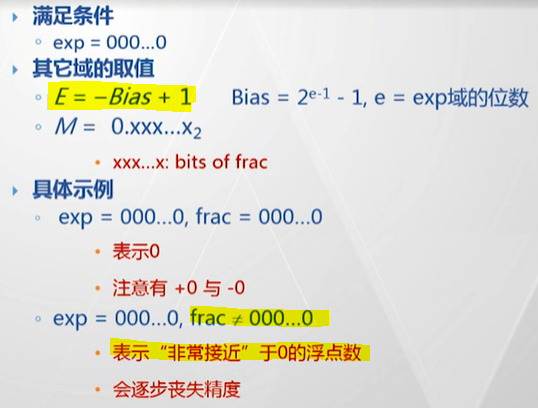 满足条件
exp = 000...0
其它域的取值
E = −Bias + 1 Bias = 2^{e-1} - 1, e = exp域的位数
M = 0.xxx...x₂
xxx...x: bits of frac
具体示例
exp = 000...0, frac = 000...0
表示0
注意有 +0 与 -0
exp = 000...0, frac ≠ 000...0
表示“非常接近”于0的浮点数
会逐步丧失精度